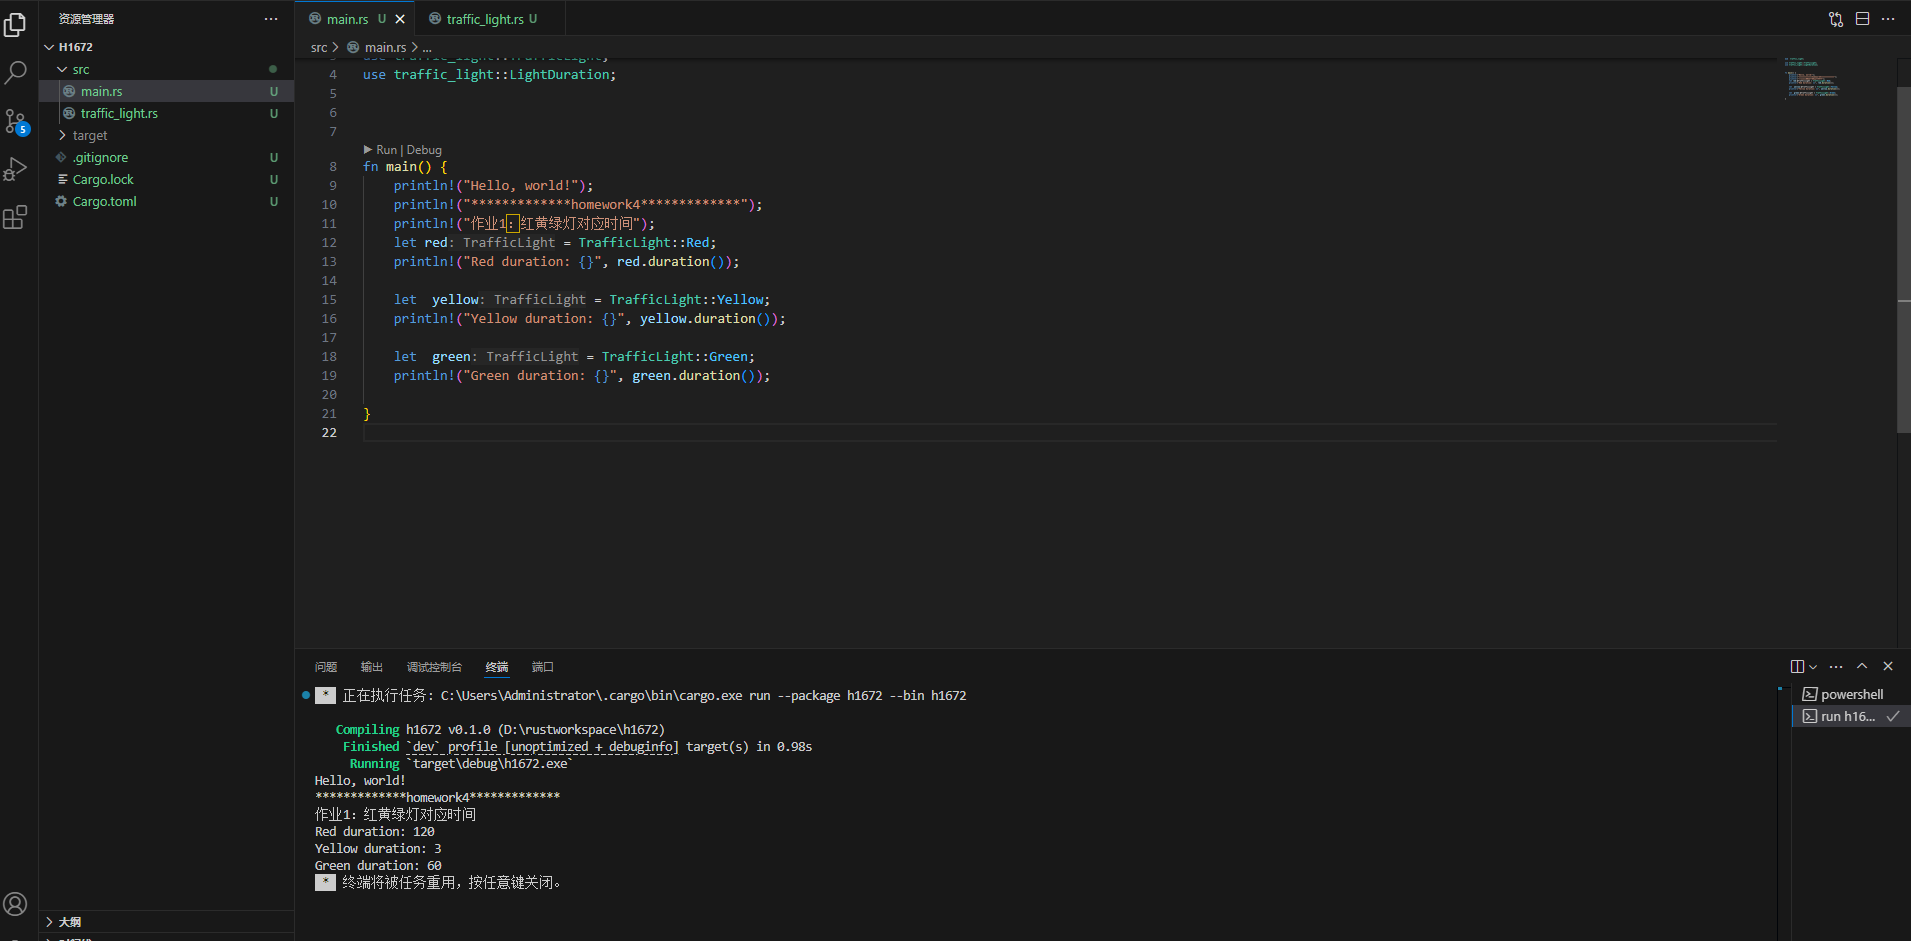 资源管理器
main.rs U
traffic_light.rs U
H1672
src > main.rs > ...
src
main.rs U
traffic_light.rs U
target
.gitignore U
Cargo.lock U
Cargo.toml U
5
4 use traffic_light::LightDuration;
5
6
7
Run | Debug
8 fn main() {
9 println!("Hello, world!");
10 println!("*************homework4*************");
11 println!("作业1：红黄绿灯对应时间");
12 let red: TrafficLight = TrafficLight::Red;
13 println!("Red duration: {}", red.duration());
14
15 let  yellow: TrafficLight = TrafficLight::Yellow;
16 println!("Yellow duration: {}", yellow.duration());
17
18 let  green: TrafficLight = TrafficLight::Green;
19 println!("Green duration: {}", green.duration());
20
21 }
22
问题 输出 调试控制台 终端 端口
* 正在执行任务: C:\Users\Administrator\.cargo\bin\cargo.exe run --package h1672 --bin h1672
Compiling h1672 v0.1.0 (D:\rustworkspace\h1672)
Finished `dev` profile [unoptimized + debuginfo] target(s) in 0.98s
Running `target\debug\h1672.exe`
Hello, world!
*************homework4*************
作业1：红黄绿灯对应时间
Red duration: 120
Yellow duration: 3
Green duration: 60
* 终端将被任务重用，按任意键关闭。
powershell
run h16...
大纲